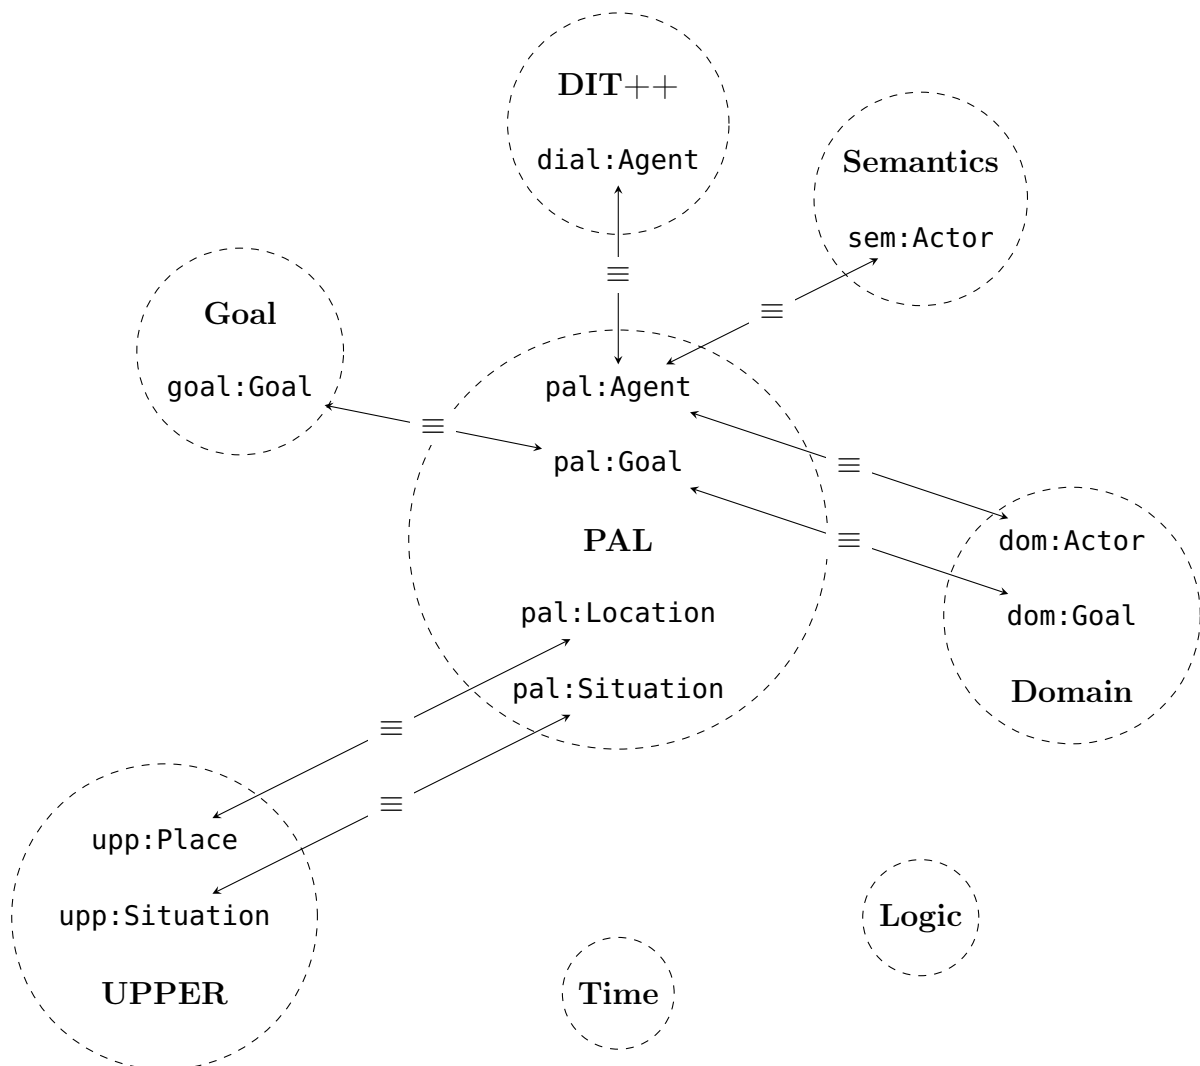 DIT++
dial:Agent
Semantics
sem:Actor
≡
≡
Goal
goal:Goal
≡
pal:Agent
pal:Goal
≡
PAL
≡
dom:Actor
dom:Goal
Domain
pal:Location
pal:Situation
≡
≡
upp:Place
upp:Situation
UPPER
Logic
Time